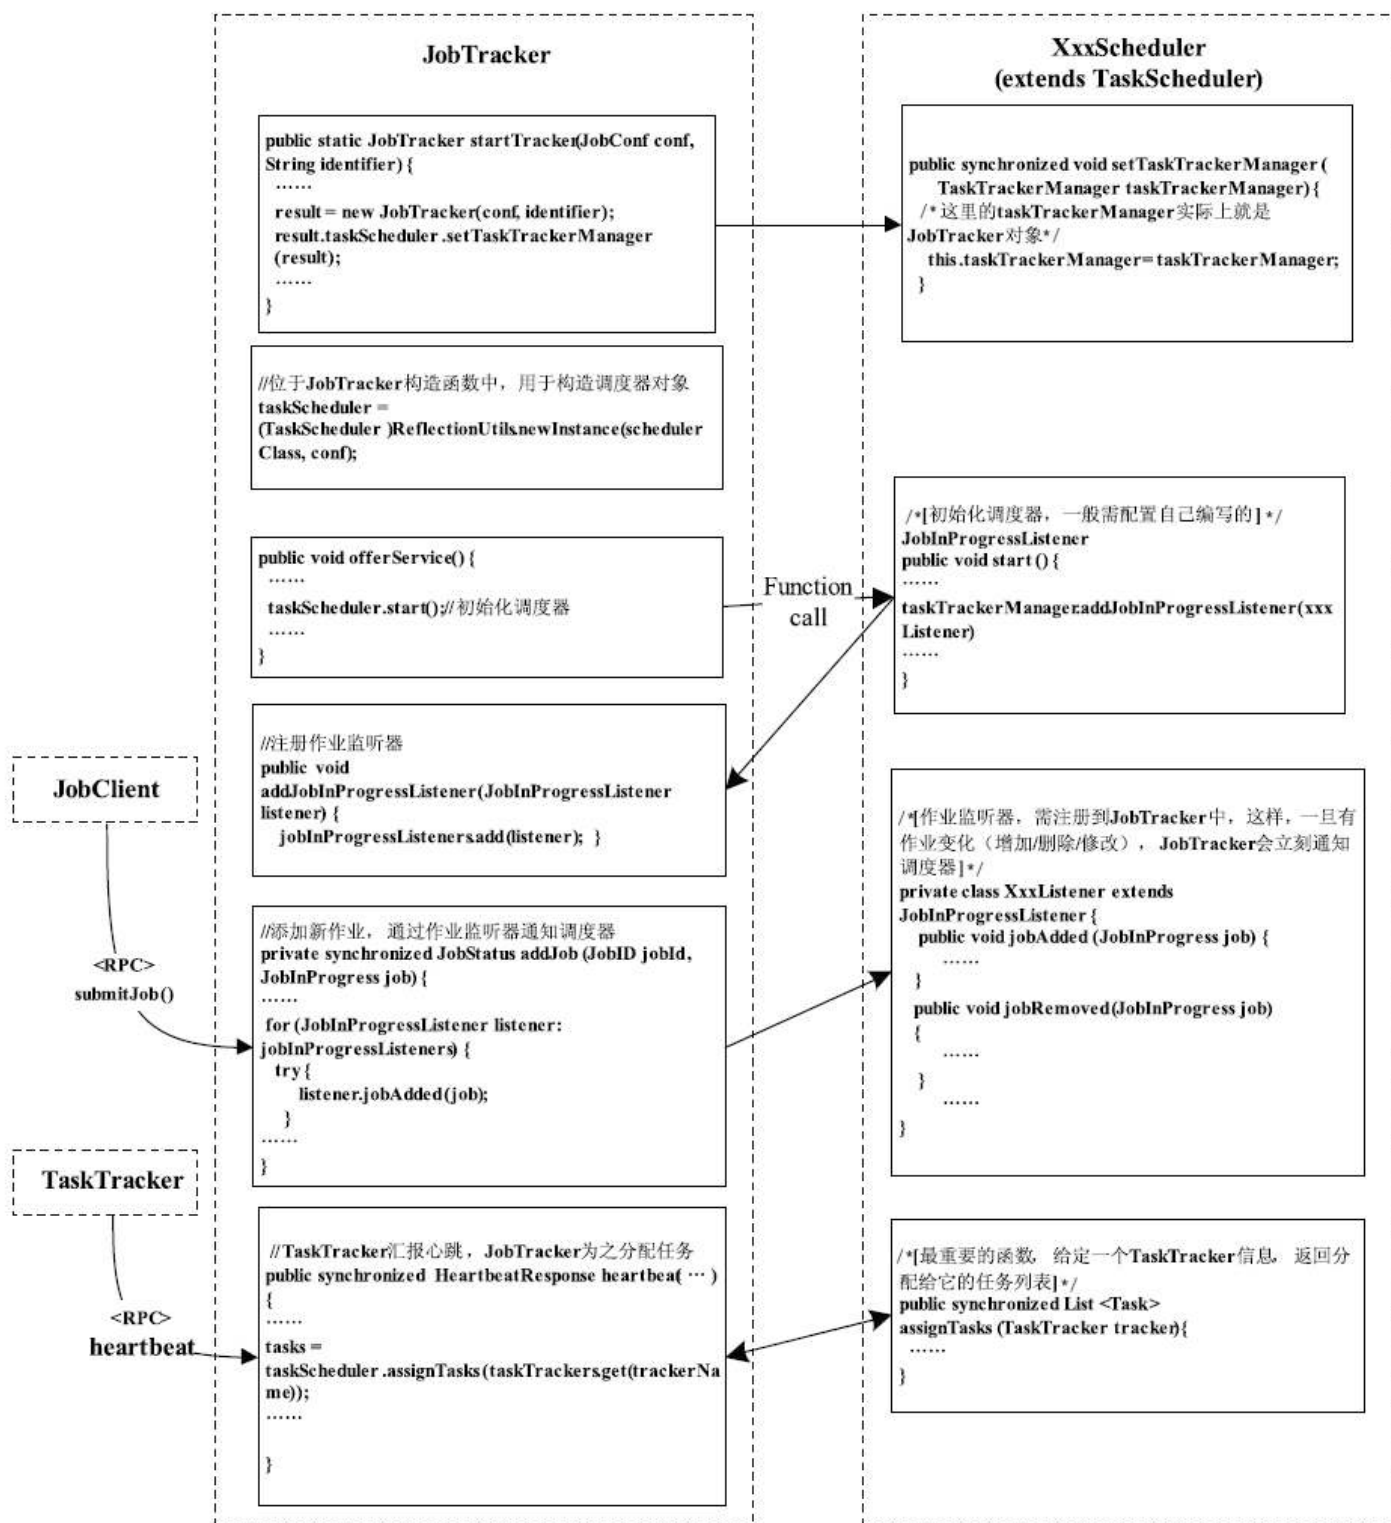 JobTracker
public static JobTracker startTracker(JobConf conf,
String identifier) {
……
result = new JobTracker(conf, identifier);
result.taskScheduler.setTaskTrackerManager
(result);
……
}
//位于JobTracker构造函数中，用于构造调度器对象
taskScheduler =
(TaskScheduler )ReflectionUtils.newInstance(scheduler
Class, conf);
public void offerService() {
……
taskScheduler.start();//初始化调度器
……
}
//注册作业监听器
public void
addJobInProgressListener(JobInProgressListener
listener) {
jobInProgressListeners.add(listener); }
//添加新作业，通过作业监听器通知调度器
private synchronized JobStatus addJob (JobID jobId,
JobInProgress job) {
……
for (JobInProgressListener listener:
jobInProgressListeners) {
try {
listener.jobAdded(job);
}
……
}
//TaskTracker汇报心跳，JobTracker为之分配任务
public synchronized HeartbeatResponse heartbeat( … )
{
……
tasks =
taskScheduler.assignTasks(taskTrackers.get(trackerNa
me));
……
}
JobClient
<RPC>
submitJob()
TaskTracker
<RPC>
heartbeat
Function
call
XxxScheduler
(extends TaskScheduler)
public synchronized void setTaskTrackerManager (
TaskTrackerManager taskTrackerManager) {
/*这里的taskTrackerManager实际上就是
JobTracker对象*/
this.taskTrackerManager= taskTrackerManager;
}
/*[初始化调度器，一般需配置自己编写的] */
JobInProgressListener
public void start () {
……
taskTrackerManager.addJobInProgressListener(xxx
Listener)
……
}
/*[作业监听器，需注册到JobTracker中，这样，一旦有
作业变化（增加/删除/修改），JobTracker会立刻通知
调度器] */
private class XxxListener extends
JobInProgressListener {
public void jobAdded (JobInProgress job) {
……
}
public void jobRemoved(JobInProgress job)
{
……
}
……
}
/*[最重要的函数，给定一个TaskTracker信息，返回分
配给它的任务列表] */
public synchronized List <Task>
assignTasks (TaskTracker tracker){
……
}